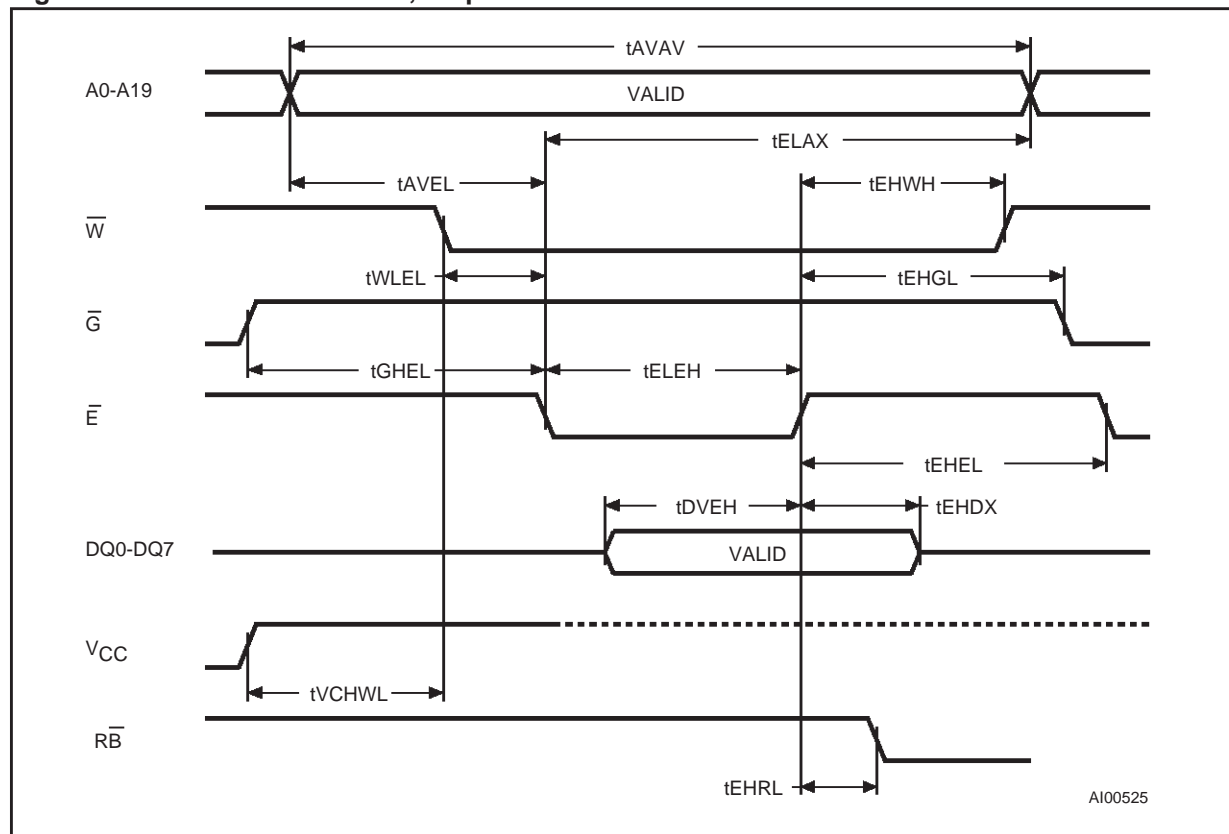 tAVAV
A0-A19
VALID
tELAX
tAVEL
tEHWH
W̅
tWLEL
tEHGL
G̅
tGHEL
tELEH
E̅
tEHEL
tDVEH
tEHDX
DQ0-DQ7
VALID
VCC
tVCHWL
RB̅
tEHRL
AI00525